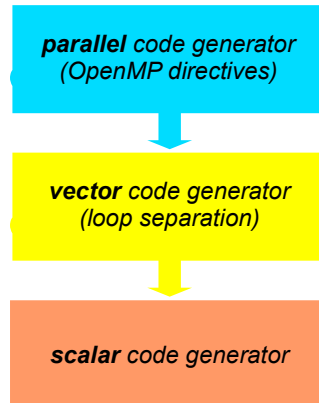 parallel code generator
(OpenMP directives)
vector code generator
(loop separation)
scalar code generator